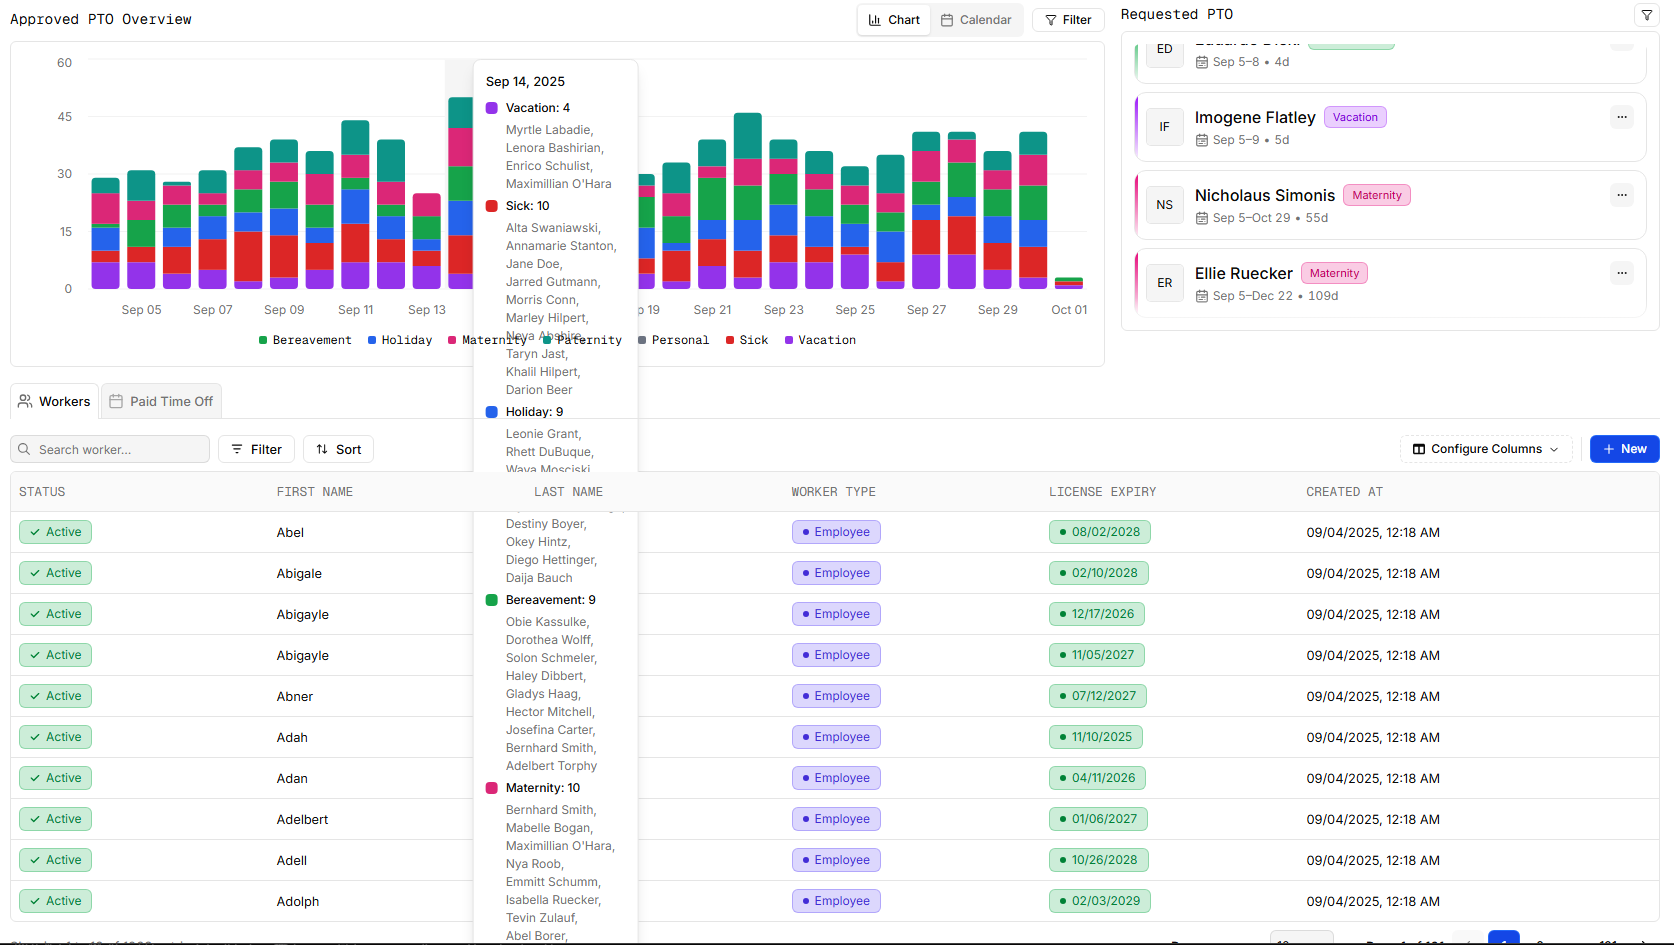 Approved PTO Overview
Chart
Calendar
Filter
60
45
30
15
0
Sep 05
Sep 07
Sep 09
Sep 11
Sep 13
p 19
Sep 21
Sep 23
Sep 25
Sep 27
Sep 29
Oct 01
Bereavement
Holiday
Maternity
Paternity
Personal
Sick
Vacation
Sep 14, 2025
Vacation: 4
Myrtle Labadie,
Lenora Bashirian,
Enrico Schulist,
Maximillian O'Hara
Sick: 10
Alta Swaniawski,
Annamarie Stanton,
Jane Doe,
Jarred Gutmann,
Morris Conn,
Marley Hilpert,
Neva Abshire,
Taryn Jast,
Khalil Hilpert,
Darion Beer
Holiday: 9
Leonie Grant,
Rhett DuBuque,
Destiny Boyer,
Okey Hintz,
Diego Hettinger,
Daija Bauch
Bereavement: 9
Obie Kassulke,
Dorothea Wolff,
Solon Schmeler,
Haley Dibbert,
Gladys Haag,
Hector Mitchell,
Josefina Carter,
Bernhard Smith,
Adelbert Torphy
Maternity: 10
Bernhard Smith,
Mabelle Bogan,
Maximillian O'Hara,
Nya Roob,
Emmitt Schumm,
Isabella Ruecker,
Tevin Zulauf,
Abel Borer,
Requested PTO
ED
Sep 5–8 • 4d
IF
Imogene Flatley Vacation
Sep 5–9 • 5d
NS
Nicholaus Simonis Maternity
Sep 5–Oct 29 • 55d
ER
Ellie Ruecker Maternity
Sep 5–Dec 22 • 109d
Workers
Paid Time Off
Search worker...
Filter
Sort
Configure Columns
New
STATUS FIRST NAME LAST NAME WORKER TYPE LICENSE EXPIRY CREATED AT
Active Abel Employee 08/02/2028 09/04/2025, 12:18 AM
Active Abigale Employee 02/10/2028 09/04/2025, 12:18 AM
Active Abigayle Employee 12/17/2026 09/04/2025, 12:18 AM
Active Abigayle Employee 11/05/2027 09/04/2025, 12:18 AM
Active Abner Employee 07/12/2027 09/04/2025, 12:18 AM
Active Adah Employee 11/10/2025 09/04/2025, 12:18 AM
Active Adan Employee 04/11/2026 09/04/2025, 12:18 AM
Active Adelbert Employee 01/06/2027 09/04/2025, 12:18 AM
Active Adell Employee 10/26/2028 09/04/2025, 12:18 AM
Active Adolph Employee 02/03/2029 09/04/2025, 12:18 AM